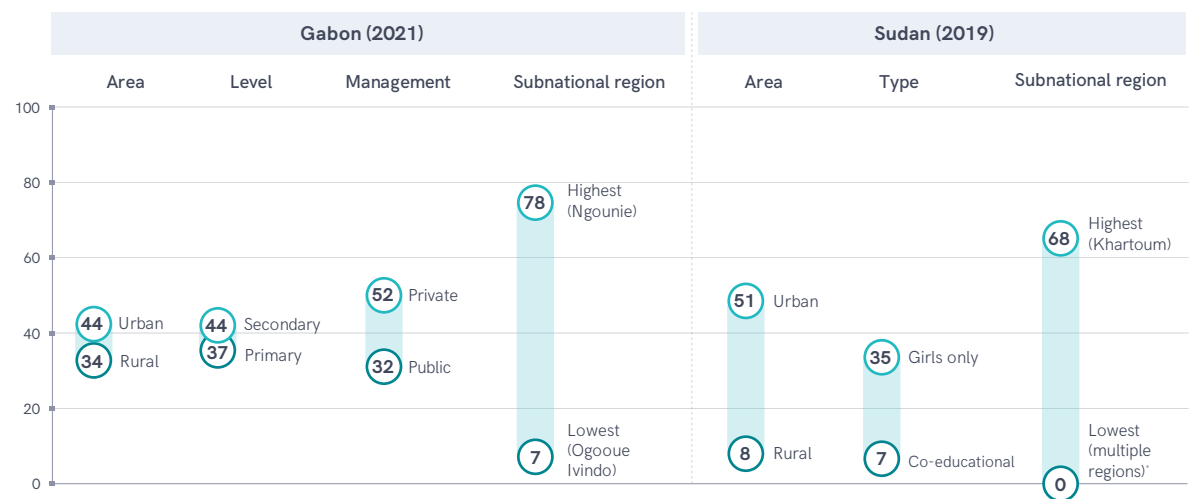 Gabon (2021)
Sudan (2019)
Area
Level
Management
Subnational region
Area
Type
Subnational region
100
80
60
40
20
0
44 Urban
34 Rural
44 Secondary
37 Primary
52 Private
32 Public
78
Highest
(Ngounie)
7
Lowest
(Ogooue
Ivindo)
51 Urban
8 Rural
35 Girls only
7 Co-educational
68
Highest
(Khartoum)
0
Lowest
(multiple
regions)*